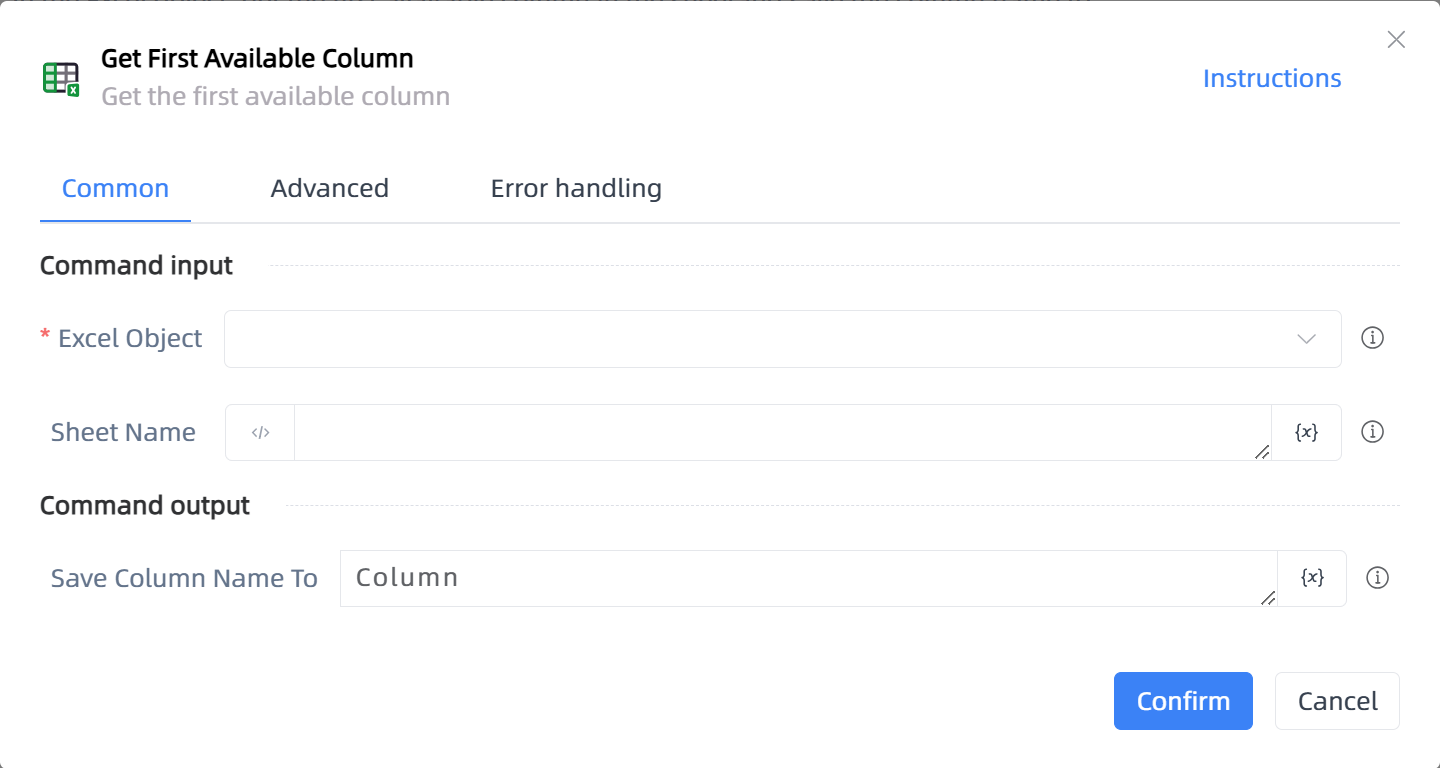 Get First Available Column
Get the first available column
Instructions
Common Advanced Error handling
Command input
* Excel Object
Sheet Name </> {x}
Command output
Save Column Name To Column {x}
Confirm Cancel